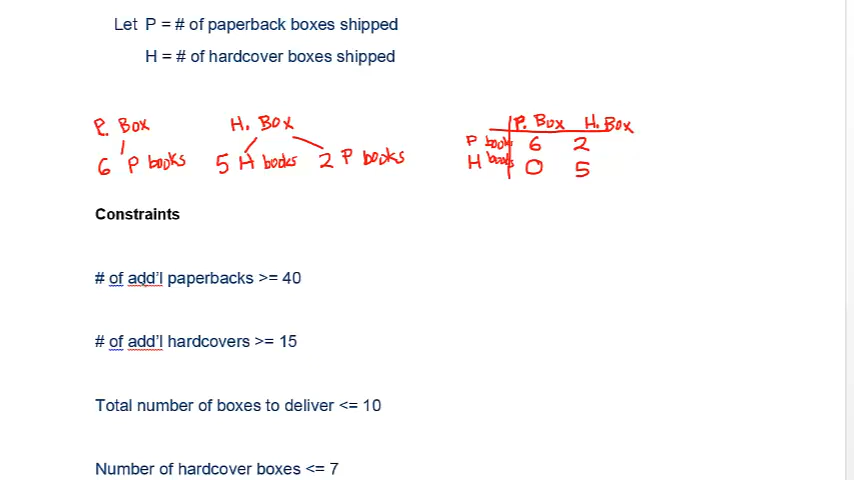 Let P = # of paperback boxes shipped
H = # of hardcover boxes shipped
P. Box H. Box
6 P books 5 H books 2 P books
P. Box H. Box
P books 6 2
H books 0 5
Constraints
# of add'l paperbacks >= 40
# of add'l hardcovers >= 15
Total number of boxes to deliver <= 10
Number of hardcover boxes <= 7